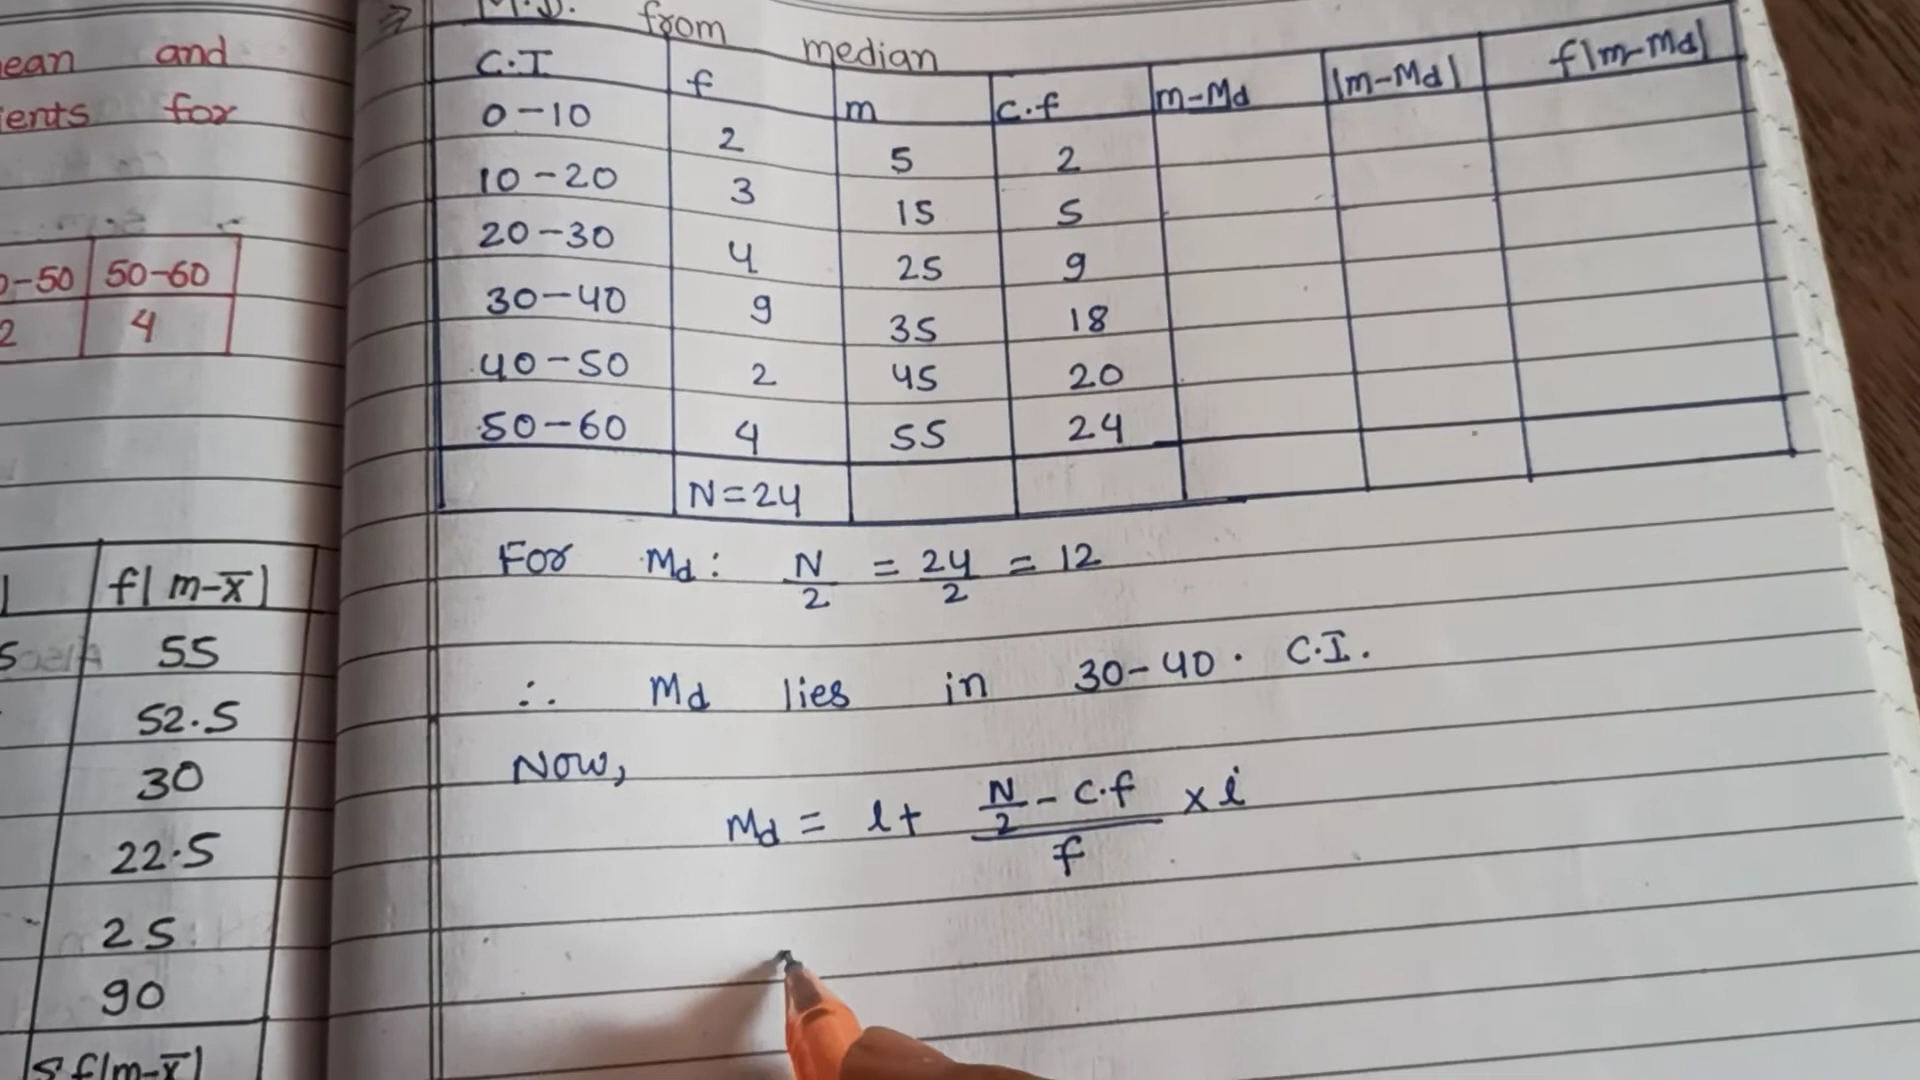 ean and
ients for
0-50 50-60
2 4
f| m-x̄|
5 55
52.5
30
22.5
25
90
f|m-x̄|
⇒ M.D. from median
C.I f m c.f m-Md |m-Md| f|m-Md|
0-10 2 5 2
10-20 3 15 5
20-30 4 25 9
30-40 9 35 18
40-50 2 45 20
50-60 4 55 24
N=24
For Md: N/2 = 24/2 = 12
∴ Md lies in 30-40. C.I.
Now,
Md = l+ (N/2 - c.f)/f × i